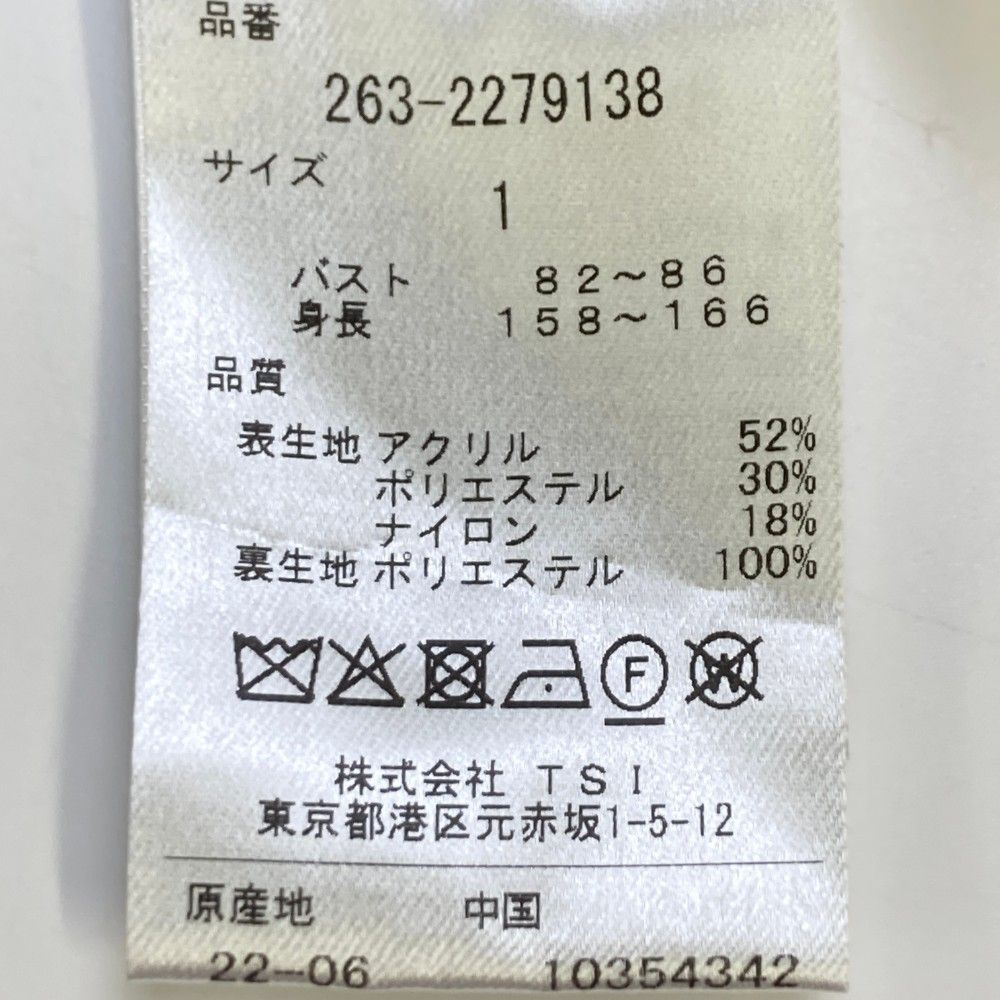 品番
263-2279138
サイズ
1
バスト 82～86
身長 158～166
品質
表生地 アクリル 52%
ポリエステル 30%
ナイロン 18%
裏生地 ポリエステル 100%
F W
株式会社 TSI
東京都港区元赤坂1-5-12
原産地 中国
22-06 10354342